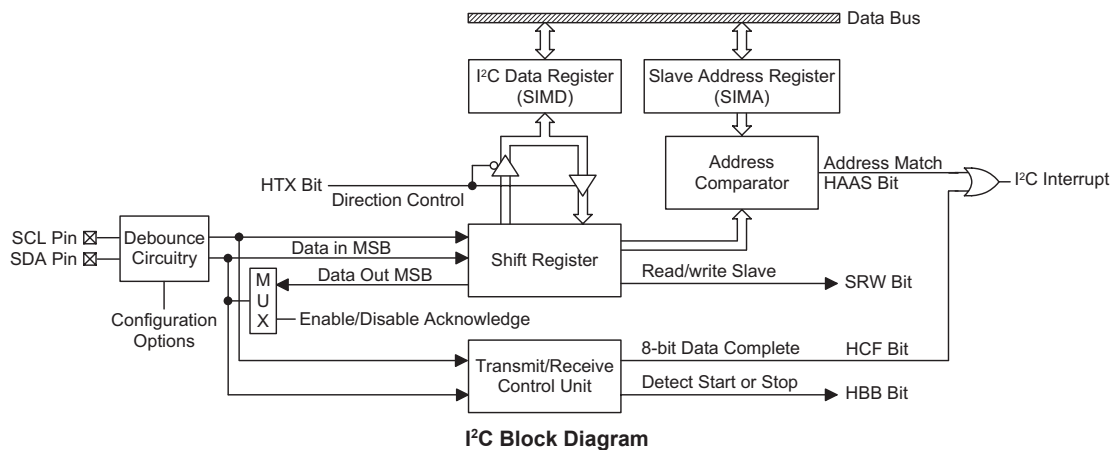 Data Bus
I²C Data Register
(SIMD)
Slave Address Register
(SIMA)
HTX Bit
Direction Control
Address
Comparator
Address Match
HAAS Bit
I²C Interrupt
SCL Pin
SDA Pin
Debounce
Circuitry
Data in MSB
Shift Register
Data Out MSB
M
U
X
Read/write Slave
SRW Bit
Configuration
Options
Enable/Disable Acknowledge
Transmit/Receive
Control Unit
8-bit Data Complete
HCF Bit
Detect Start or Stop
HBB Bit
I²C Block Diagram